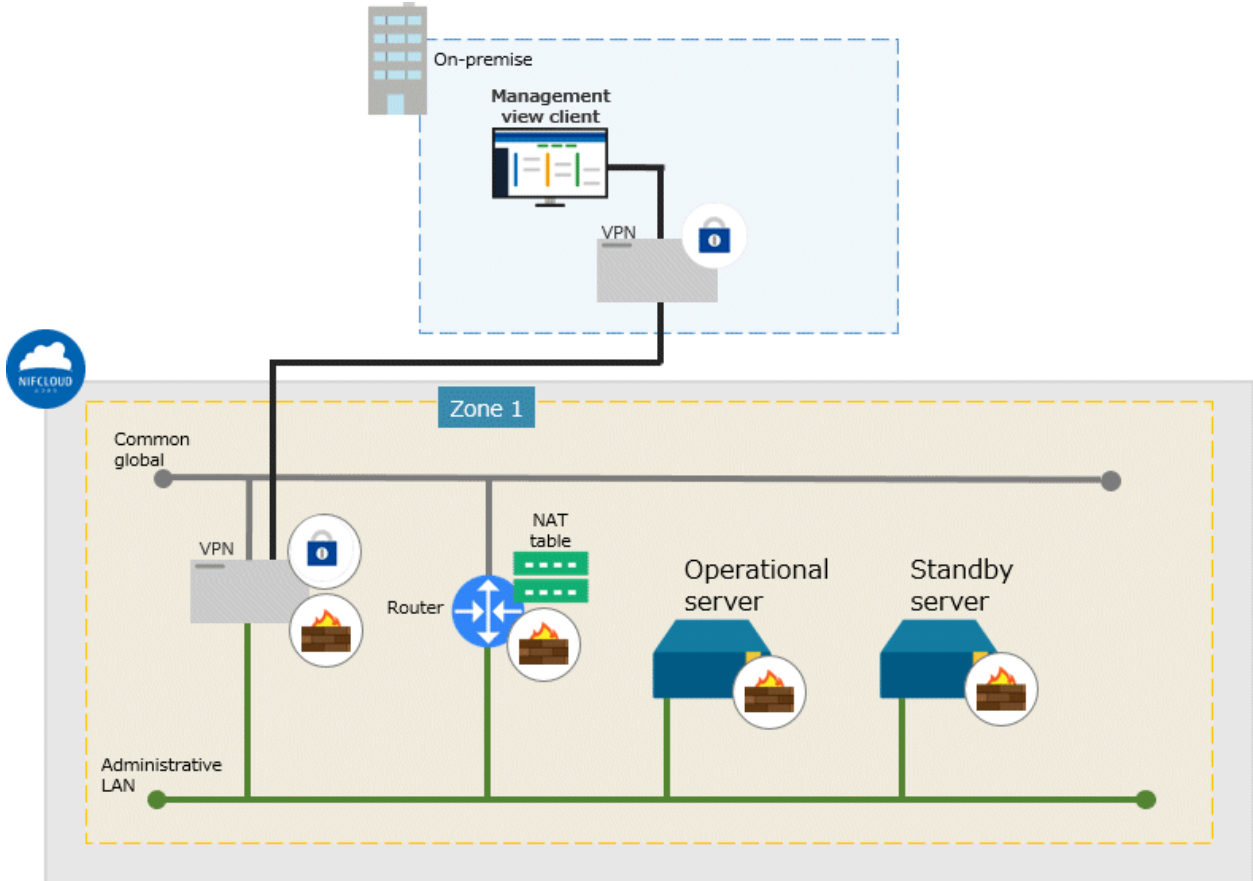 On-premise
Management
view client
VPN
NIFCLOUD
Zone 1
Common
global
VPN
NAT
table
Router
Operational
server
Standby
server
Administrative
LAN